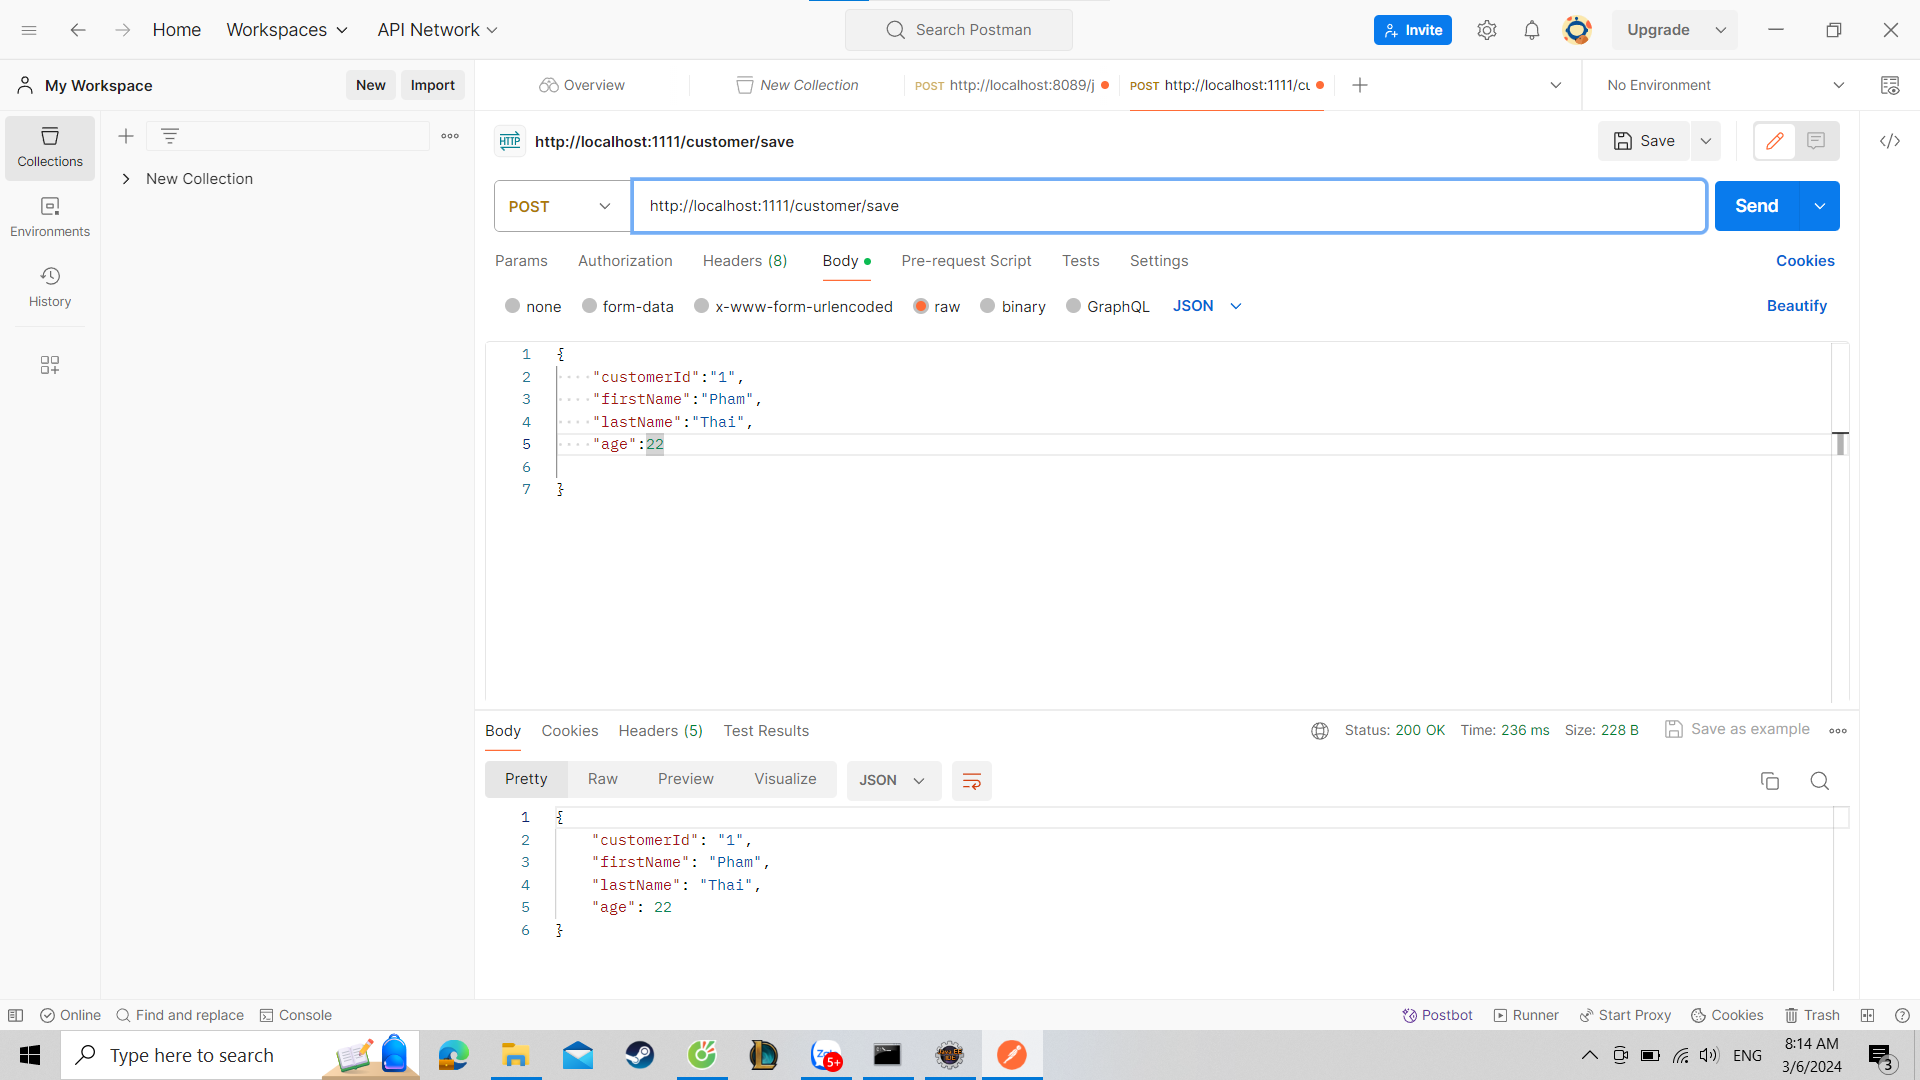 Home
Workspaces
API Network
Search Postman
Invite
Upgrade
My Workspace
New
Import
Overview
New Collection
POST http://localhost:8089/j
POST http://localhost:1111/cu
No Environment
Collections
New Collection
HTTP
http://localhost:1111/customer/save
Save
Environments
History
POST
http://localhost:1111/customer/save
Send
Params
Authorization
Headers (8)
Body
Pre-request Script
Tests
Settings
Cookies
none
form-data
x-www-form-urlencoded
raw
binary
GraphQL
JSON
Beautify
1 {
2 "customerId":"1",
3 "firstName":"Pham",
4 "lastName":"Thai",
5 "age":22
6
7 }
Body
Cookies
Headers (5)
Test Results
Status: 200 OK
Time: 236 ms
Size: 228 B
Save as example
Pretty
Raw
Preview
Visualize
JSON
1 {
2 "customerId": "1",
3 "firstName": "Pham",
4 "lastName": "Thai",
5 "age": 22
6 }
Online
Find and replace
Console
Postbot
Runner
Start Proxy
Cookies
Trash
Type here to search
5+
ENG
8:14 AM
3/6/2024
3